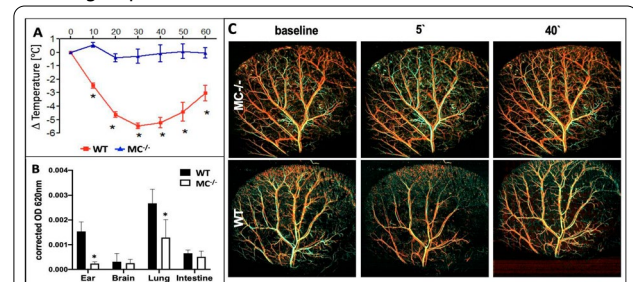 A
0 10 20 30 40 50 60
Δ Temperature [°C]
1
0
-1
-2
-3
-4
-5
-6
* * * * * *
WT MC-/-
B
corrected OD 620nm
0.004
0.003
0.002
0.001
0.000
WT
MC-/-
* *
Ear Brain Lung Intestine
C
baseline 5` 40`
MC-/-
WT